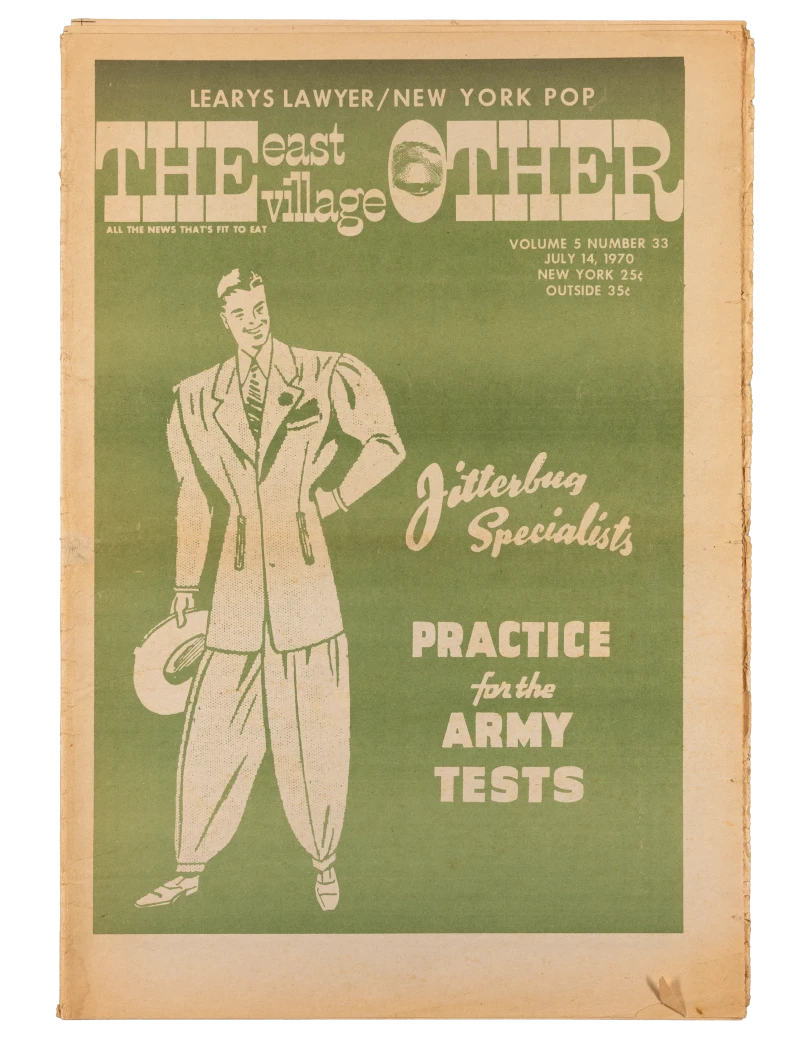 LEARYS LAWYER/NEW YORK POP
THE east village OTHER
ALL THE NEWS THAT'S FIT TO EAT
VOLUME 5 NUMBER 33
JULY 14, 1970
NEW YORK 25¢
OUTSIDE 35¢
Jitterbug
Specialists
PRACTICE
for the
ARMY
TESTS